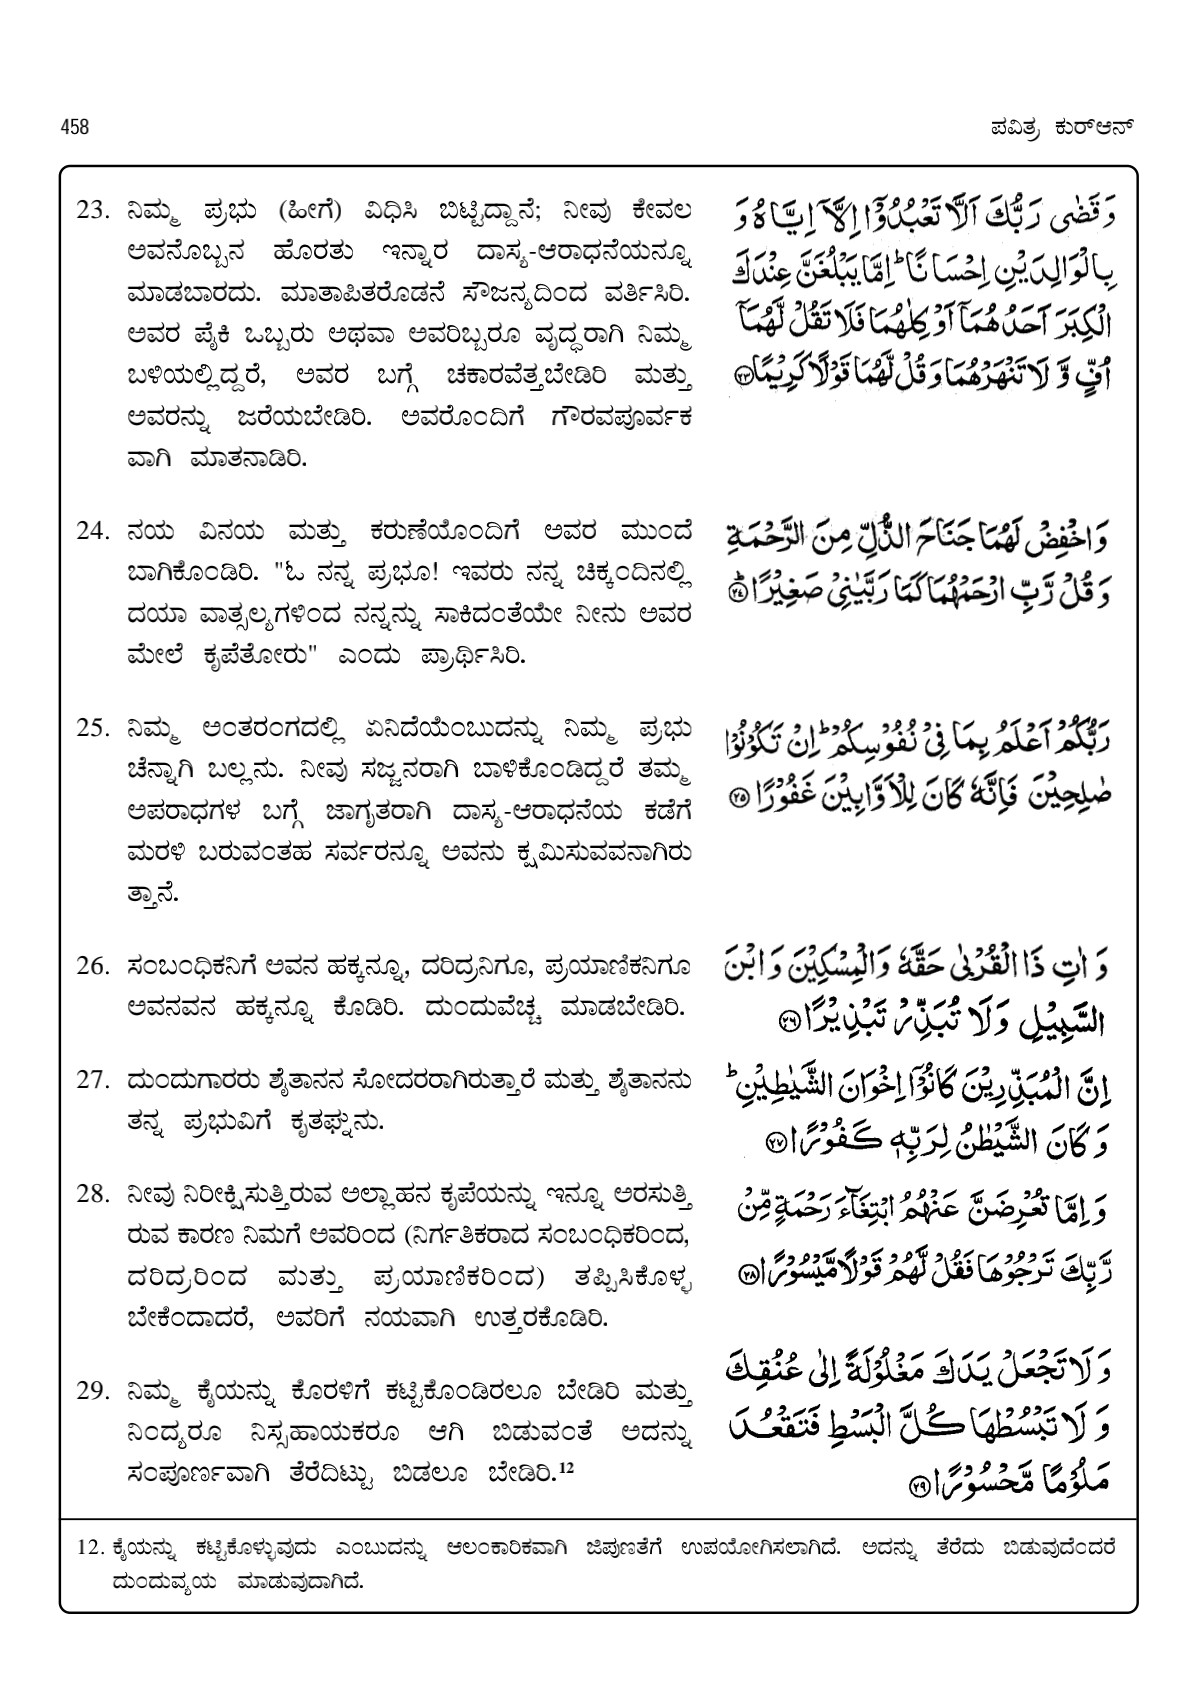 458
ಪವಿತ್ರ ಕುರ್‌ಆನ್
23. ನಿಮ್ಮ ಪ್ರಭು (ಹೀಗೆ) ವಿಧಿಸಿ ಬಿಟ್ಟಿದ್ದಾನೆ; ನೀವು ಕೇವಲ
ಅವನೊಬ್ಬನ ಹೊರತು ಇನ್ನಾರ ದಾಸ್ಯ-ಆರಾಧನೆಯನ್ನೂ
ಮಾಡಬಾರದು. ಮಾತಾಪಿತರೊಡನೆ ಸೌಜನ್ಯದಿಂದ ವರ್ತಿಸಿರಿ.
ಅವರ ಪೈಕಿ ಒಬ್ಬರು ಅಥವಾ ಅವರಿಬ್ಬರೂ ವೃದ್ಧರಾಗಿ ನಿಮ್ಮ
ಬಳಿಯಲ್ಲಿದ್ದರೆ, ಅವರ ಬಗ್ಗೆ ಚಕಾರವೆತ್ತಬೇಡಿರಿ ಮತ್ತು
ಅವರನ್ನು ಜರೆಯಬೇಡಿರಿ. ಅವರೊಂದಿಗೆ ಗೌರವಪೂರ್ವಕ
ವಾಗಿ ಮಾತನಾಡಿರಿ.
وَ قَضٰى رَبُّكَ اَلَّا تَعْبُدُوْۤا اِلَّاۤ اِيَّاهُ وَ
بِالْوَالِدَيْنِ اِحْسَانًا ؕ اِمَّا يَبْلُغَنَّ عِنْدَكَ
الْكِبَرَ اَحَدُهُمَاۤ اَوْ كِلٰهُمَا فَلَا تَقُلْ لَّهُمَاۤ
اُفٍّ وَّ لَا تَنْهَرْهُمَا وَ قُلْ لَّهُمَا قَوْلًا كَرِيْمًا ﴿۲۳﴾
24. ನಯ ವಿನಯ ಮತ್ತು ಕರುಣೆಯೊಂದಿಗೆ ಅವರ ಮುಂದೆ
ಬಾಗಿಕೊಂಡಿರಿ. "ಓ ನನ್ನ ಪ್ರಭೂ! ಇವರು ನನ್ನ ಚಿಕ್ಕಂದಿನಲ್ಲಿ
ದಯಾ ವಾತ್ಸಲ್ಯಗಳಿಂದ ನನ್ನನ್ನು ಸಾಕಿದಂತೆಯೇ ನೀನು ಅವರ
ಮೇಲೆ ಕೃಪೆತೋರು" ಎಂದು ಪ್ರಾರ್ಥಿಸಿರಿ.
وَ اخْفِضْ لَهُمَا جَنَاحَ الذُّلِّ مِنَ الرَّحْمَةِ
وَ قُلْ رَّبِّ ارْحَمْهُمَا كَمَا رَبَّيٰنِيْ صَغِيْرًا ؕ﴿۲۴﴾
25. ನಿಮ್ಮ ಅಂತರಂಗದಲ್ಲಿ ಏನಿದೆಯೆಂಬುದನ್ನು ನಿಮ್ಮ ಪ್ರಭು
ಚೆನ್ನಾಗಿ ಬಲ್ಲನು. ನೀವು ಸಜ್ಜನರಾಗಿ ಬಾಳಿಕೊಂಡಿದ್ದರೆ ತಮ್ಮ
ಅಪರಾಧಗಳ ಬಗ್ಗೆ ಜಾಗೃತರಾಗಿ ದಾಸ್ಯ-ಆರಾಧನೆಯ ಕಡೆಗೆ
ಮರಳಿ ಬರುವಂತಹ ಸರ್ವರನ್ನೂ ಅವನು ಕ್ಷಮಿಸುವವನಾಗಿರು
ತ್ತಾನೆ.
رَبُّكُمْ اَعْلَمُ بِمَا فِيْ نُفُوْسِكُمْ ؕ اِنْ تَكُوْنُوْا
صٰلِحِيْنَ فَاِنَّهٗ كَانَ لِلْاَوَّابِيْنَ غَفُوْرًا ﴿۲۵﴾
26. ಸಂಬಂಧಿಕನಿಗೆ ಅವನ ಹಕ್ಕನ್ನೂ, ದರಿದ್ರನಿಗೂ, ಪ್ರಯಾಣಿಕನಿಗೂ
ಅವನವನ ಹಕ್ಕನ್ನೂ ಕೊಡಿರಿ. ದುಂದುವೆಚ್ಚ ಮಾಡಬೇಡಿರಿ.
وَ اٰتِ ذَا الْقُرْبٰى حَقَّهٗ وَ الْمِسْكِيْنَ وَ ابْنَ
السَّبِيْلِ وَ لَا تُبَذِّرْ تَبْذِيْرًا ﴿۲۶﴾
27. ದುಂದುಗಾರರು ಶೈತಾನನ ಸೋದರರಾಗಿರುತ್ತಾರೆ ಮತ್ತು ಶೈತಾನನು
ತನ್ನ ಪ್ರಭುವಿಗೆ ಕೃತಘ್ನನು.
اِنَّ الْمُبَذِّرِيْنَ كَانُوْۤا اِخْوَانَ الشَّيٰطِيْنِ ؕ
وَ كَانَ الشَّيْطٰنُ لِرَبِّهٖ كَفُوْرًا ﴿۲۷﴾
28. ನೀವು ನಿರೀಕ್ಷಿಸುತ್ತಿರುವ ಅಲ್ಲಾಹನ ಕೃಪೆಯನ್ನು ಇನ್ನೂ ಅರಸುತ್ತಿ
ರುವ ಕಾರಣ ನಿಮಗೆ ಅವರಿಂದ (ನಿರ್ಗತಿಕರಾದ ಸಂಬಂಧಿಕರಿಂದ,
ದರಿದ್ರರಿಂದ ಮತ್ತು ಪ್ರಯಾಣಿಕರಿಂದ) ತಪ್ಪಿಸಿಕೊಳ್ಳ
ಬೇಕೆಂದಾದರೆ, ಅವರಿಗೆ ನಯವಾಗಿ ಉತ್ತರಕೊಡಿರಿ.
وَ اِمَّا تُعْرِضَنَّ عَنْهُمُ ابْتِغَآءَ رَحْمَةٍ مِّنْ
رَّبِّكَ تَرْجُوْهَا فَقُلْ لَّهُمْ قَوْلًا مَّيْسُوْرًا ﴿۲۸﴾
29. ನಿಮ್ಮ ಕೈಯನ್ನು ಕೊರಳಿಗೆ ಕಟ್ಟಿಕೊಂಡಿರಲೂ ಬೇಡಿರಿ ಮತ್ತು
ನಿಂದ್ಯರೂ ನಿಸ್ಸಹಾಯಕರೂ ಆಗಿ ಬಿಡುವಂತೆ ಅದನ್ನು
ಸಂಪೂರ್ಣವಾಗಿ ತೆರೆದಿಟ್ಟು ಬಿಡಲೂ ಬೇಡಿರಿ.¹²
وَ لَا تَجْعَلْ يَدَكَ مَغْلُوْلَةً اِلٰى عُنُقِكَ
وَ لَا تَبْسُطْهَا كُلَّ الْبَسْطِ فَتَقْعُدَ
مَلُوْمًا مَّحْسُوْرًا ﴿۲۹﴾
12. ಕೈಯನ್ನು ಕಟ್ಟಿಕೊಳ್ಳುವುದು ಎಂಬುದನ್ನು ಆಲಂಕಾರಿಕವಾಗಿ ಜಿಪುಣತೆಗೆ ಉಪಯೋಗಿಸಲಾಗಿದೆ. ಅದನ್ನು ತೆರೆದು ಬಿಡುವುದೆಂದರೆ
ದುಂದುವ್ಯಯ ಮಾಡುವುದಾಗಿದೆ.